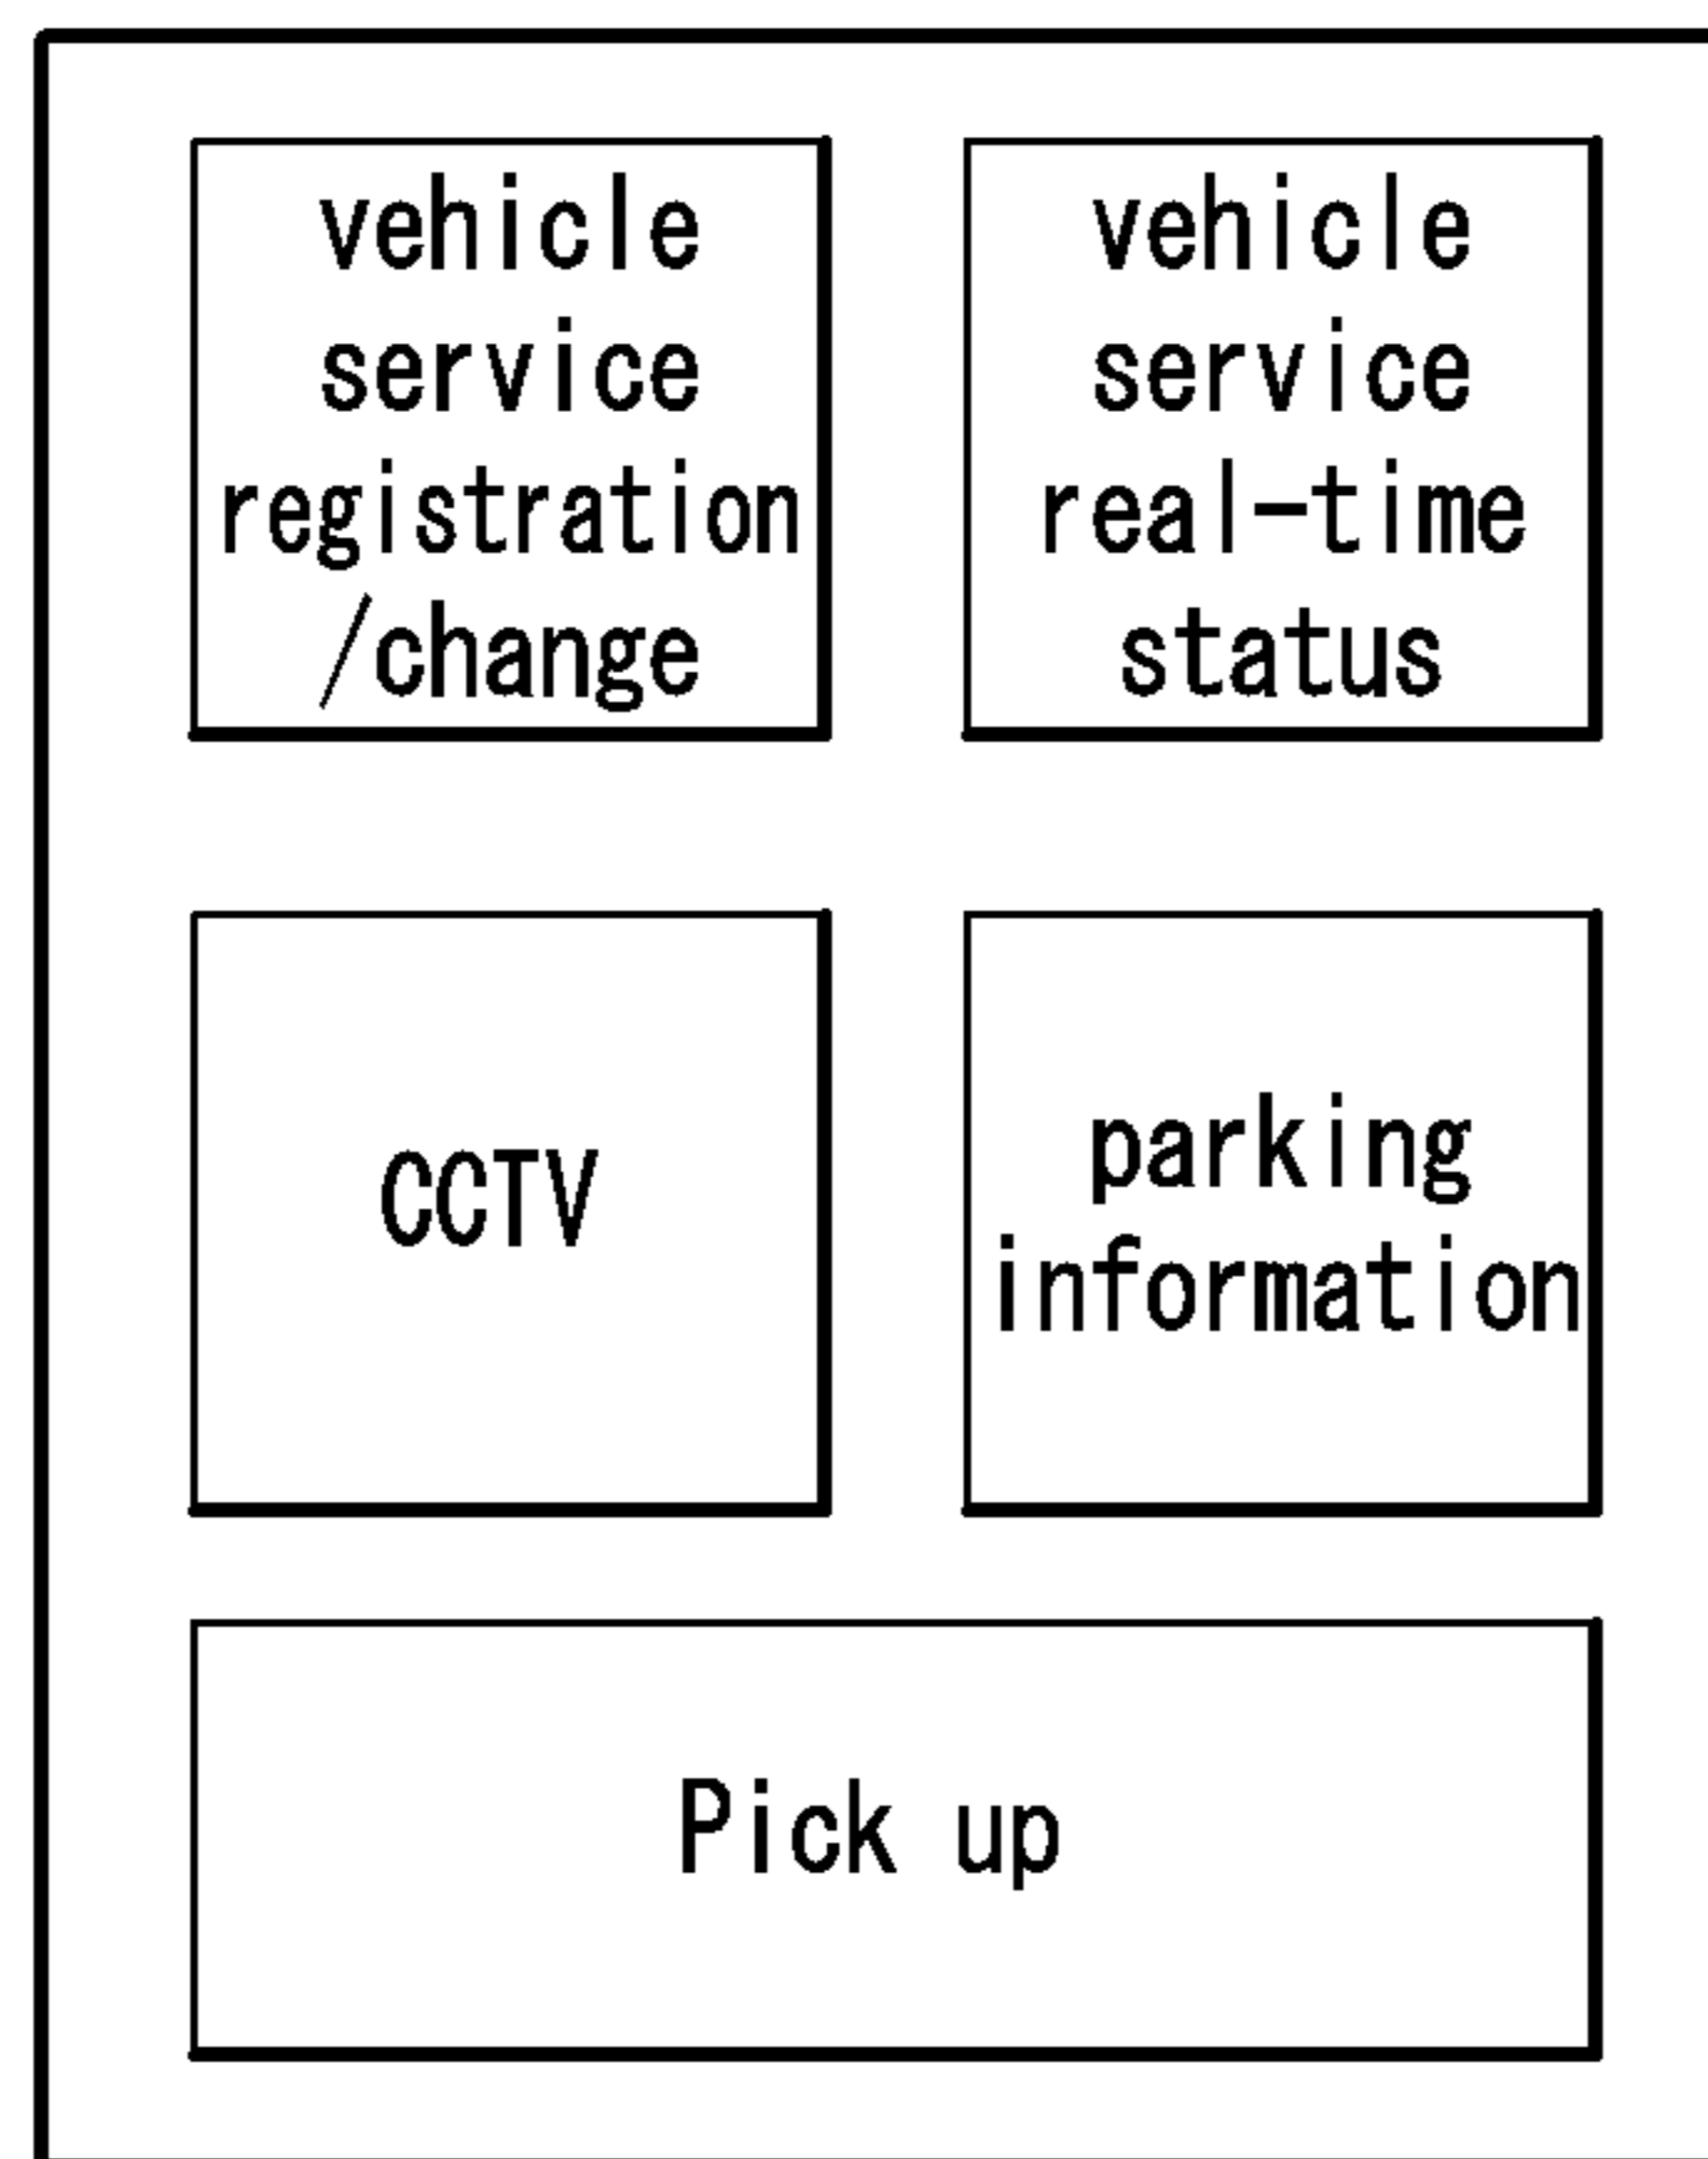 vehicle
service
registration
/change
vehicle
service
real-time
status
CCTV
parking
information
Pick up